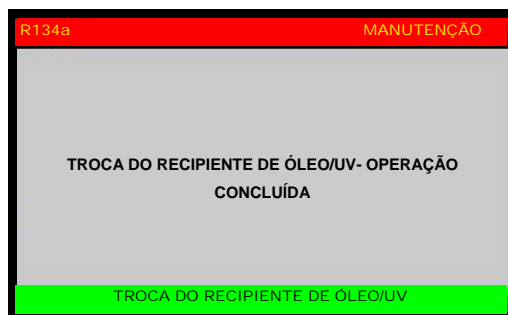 R134a MANUTENÇÃO
TROCA DO RECIPIENTE DE ÓLEO/UV- OPERAÇÃO
CONCLUÍDA
TROCA DO RECIPIENTE DE ÓLEO/UV